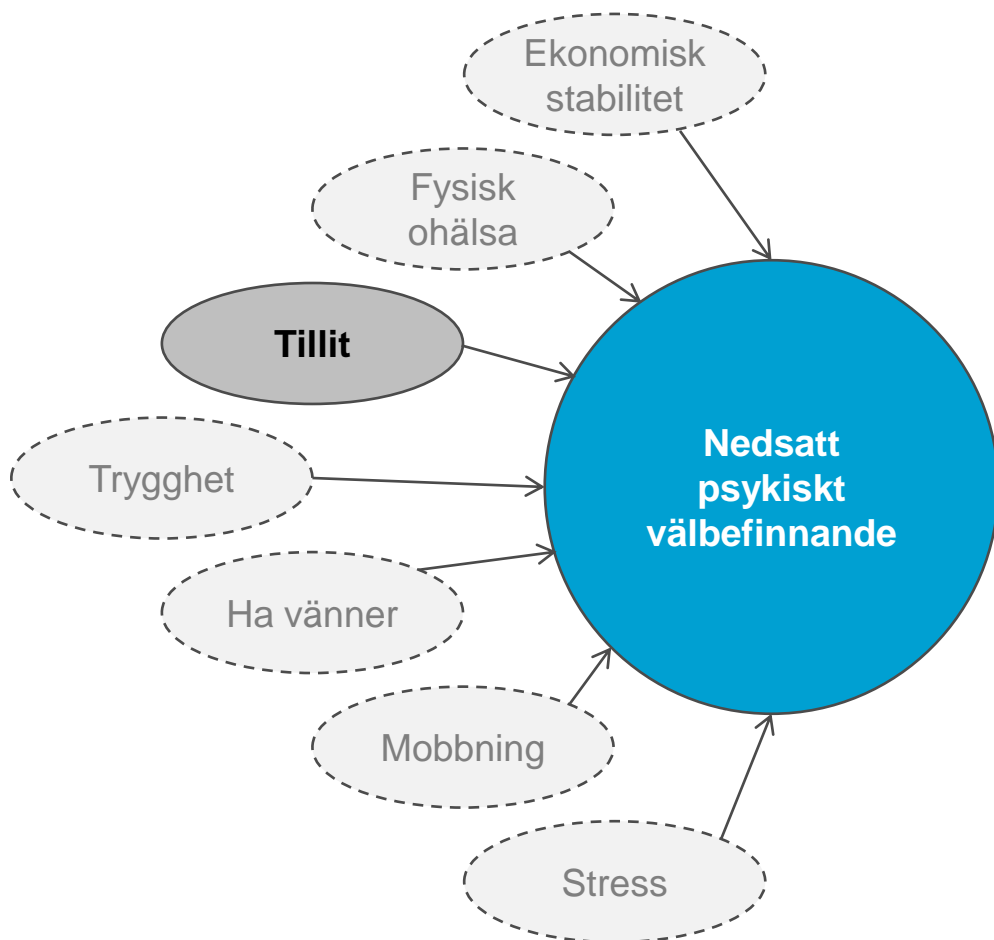 Ekonomisk
stabilitet
Fysisk
ohälsa
Tillit
Trygghet
Nedsatt
psykiskt
välbefinnande
Ha vänner
Mobbning
Stress